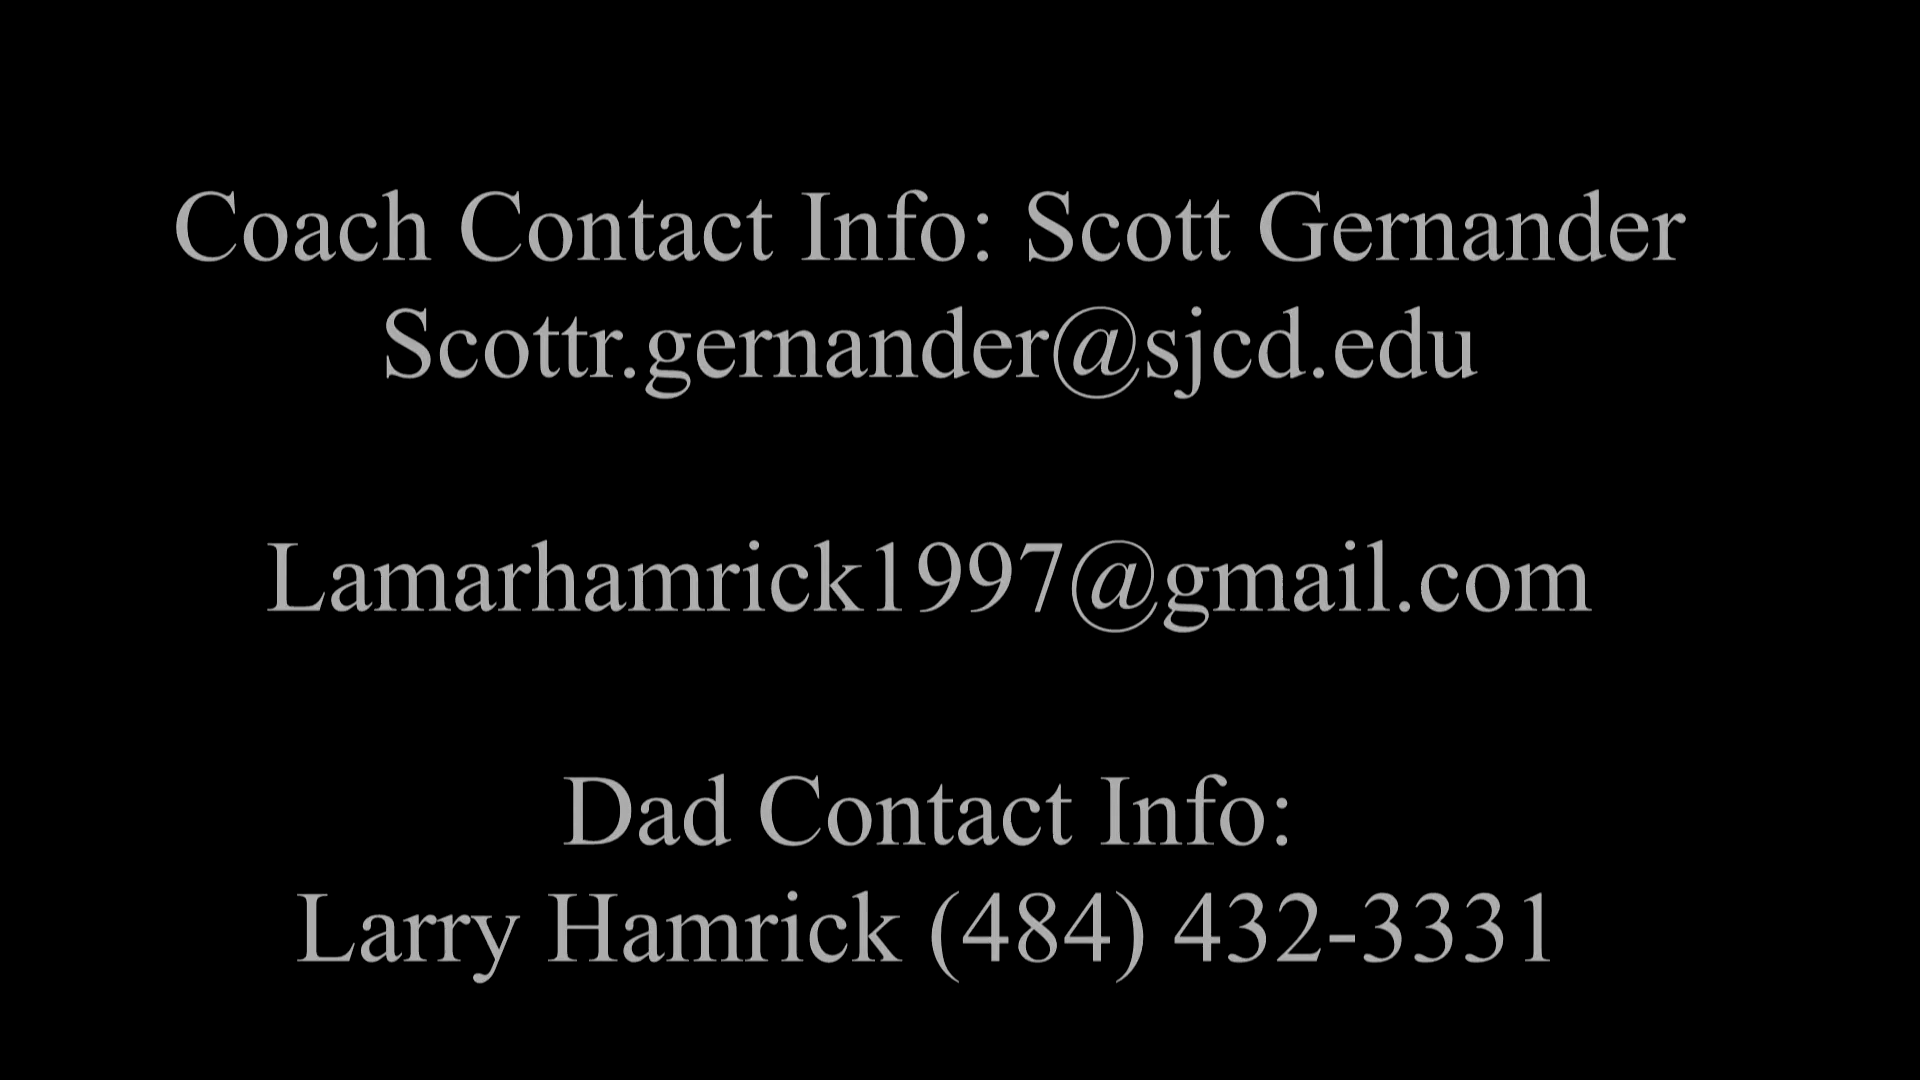 Coach Contact Info: Scott Gernander
Scottr.gernander@sjcd.edu
Lamarhamrick1997@gmail.com
Dad Contact Info:
Larry Hamrick (484) 432-3331